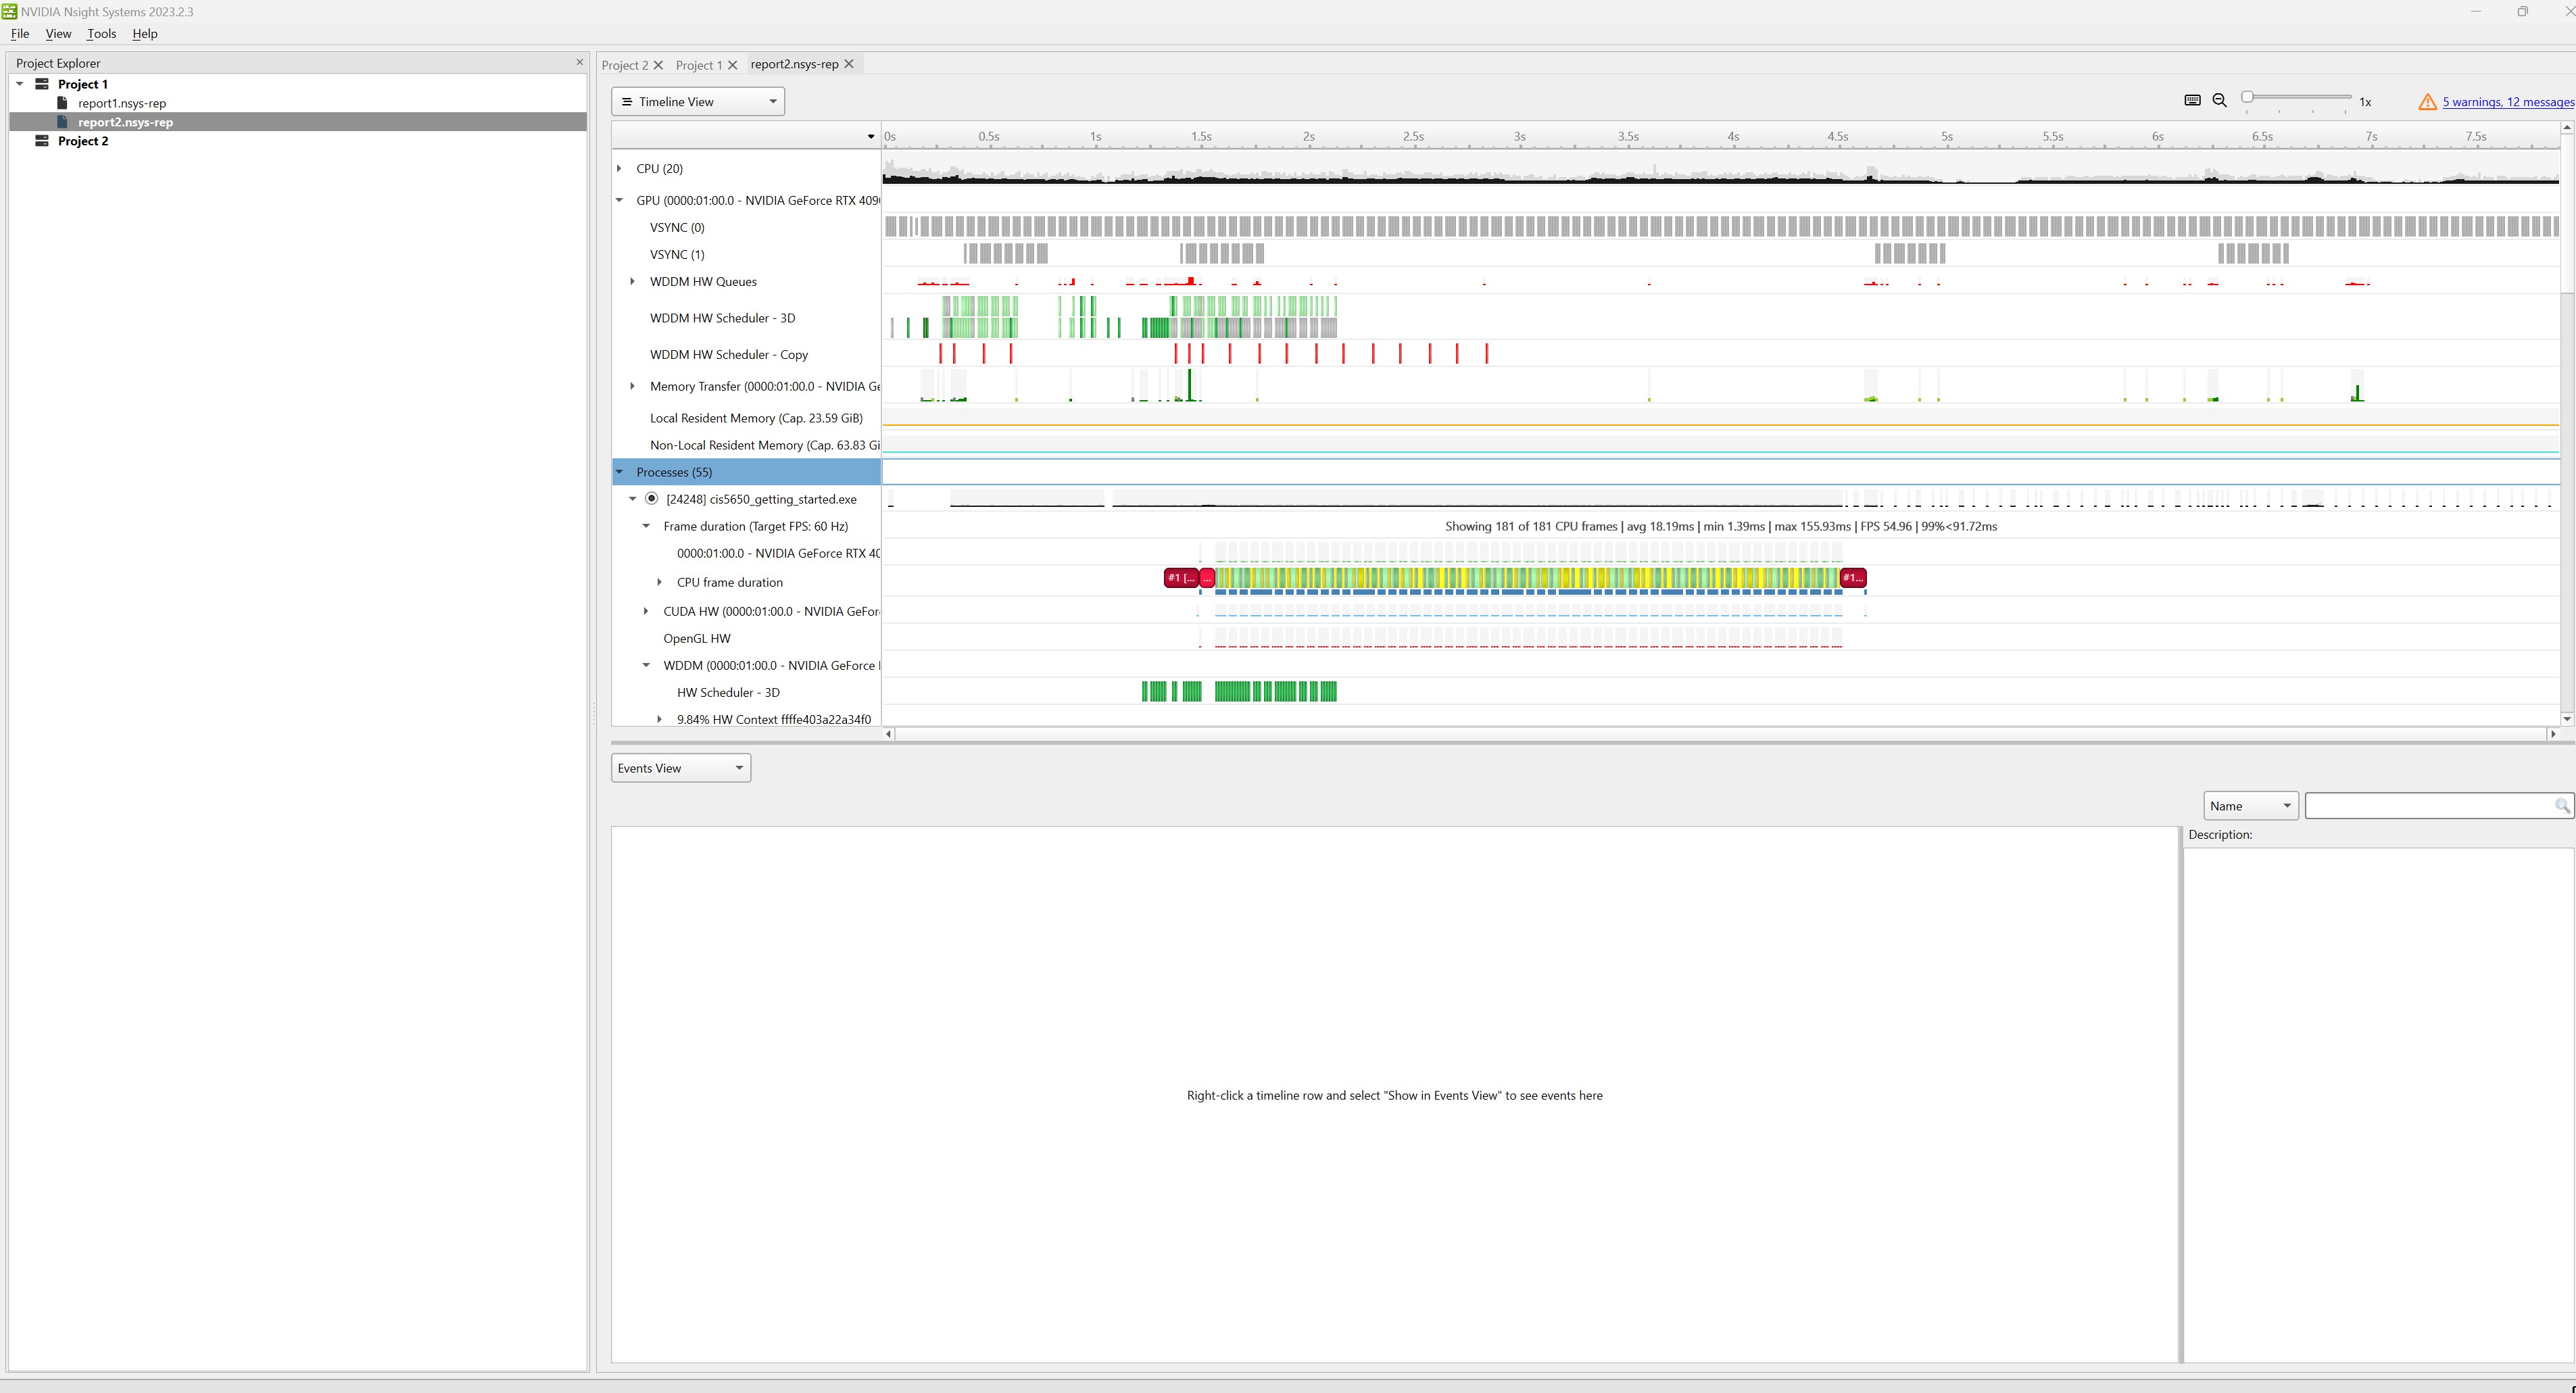 NVIDIA Nsight Systems 2023.2.3
File View Tools Help
Project Explorer
Project 1
report1.nsys-rep
report2.nsys-rep
Project 2
Project 2 Project 1 report2.nsys-rep
Timeline View
1x
5 warnings, 12 messages
0s 0.5s 1s 1.5s 2s 2.5s 3s 3.5s 4s 4.5s 5s 5.5s 6s 6.5s 7s 7.5s
CPU (20)
GPU (0000:01:00.0 - NVIDIA GeForce RTX 409
VSYNC (0)
VSYNC (1)
WDDM HW Queues
WDDM HW Scheduler - 3D
WDDM HW Scheduler - Copy
Memory Transfer (0000:01:00.0 - NVIDIA Ge
Local Resident Memory (Cap. 23.59 GiB)
Non-Local Resident Memory (Cap. 63.83 Gi
Processes (55)
[24248] cis5650_getting_started.exe
Frame duration (Target FPS: 60 Hz)
Showing 181 of 181 CPU frames | avg 18.19ms | min 1.39ms | max 155.93ms | FPS 54.96 | 99%<91.72ms
0000:01:00.0 - NVIDIA GeForce RTX 40
CPU frame duration
#1 [... ... #1...
CUDA HW (0000:01:00.0 - NVIDIA GeFor
OpenGL HW
WDDM (0000:01:00.0 - NVIDIA GeForce
HW Scheduler - 3D
9.84% HW Context ffffe403a22a34f0
Events View
Name
Description:
Right-click a timeline row and select "Show in Events View" to see events here